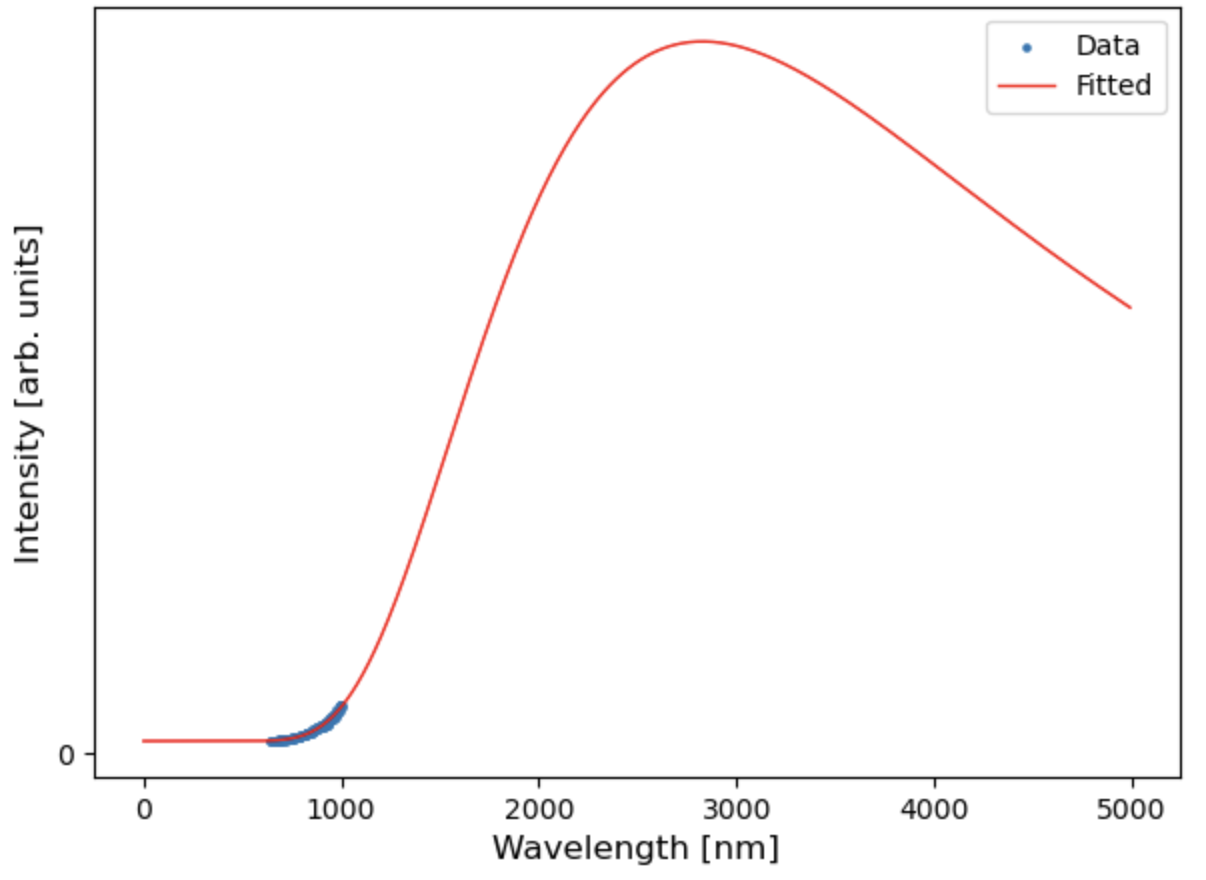 Data
Fitted
Intensity [arb. units]
0
0 1000 2000 3000 4000 5000
Wavelength [nm]